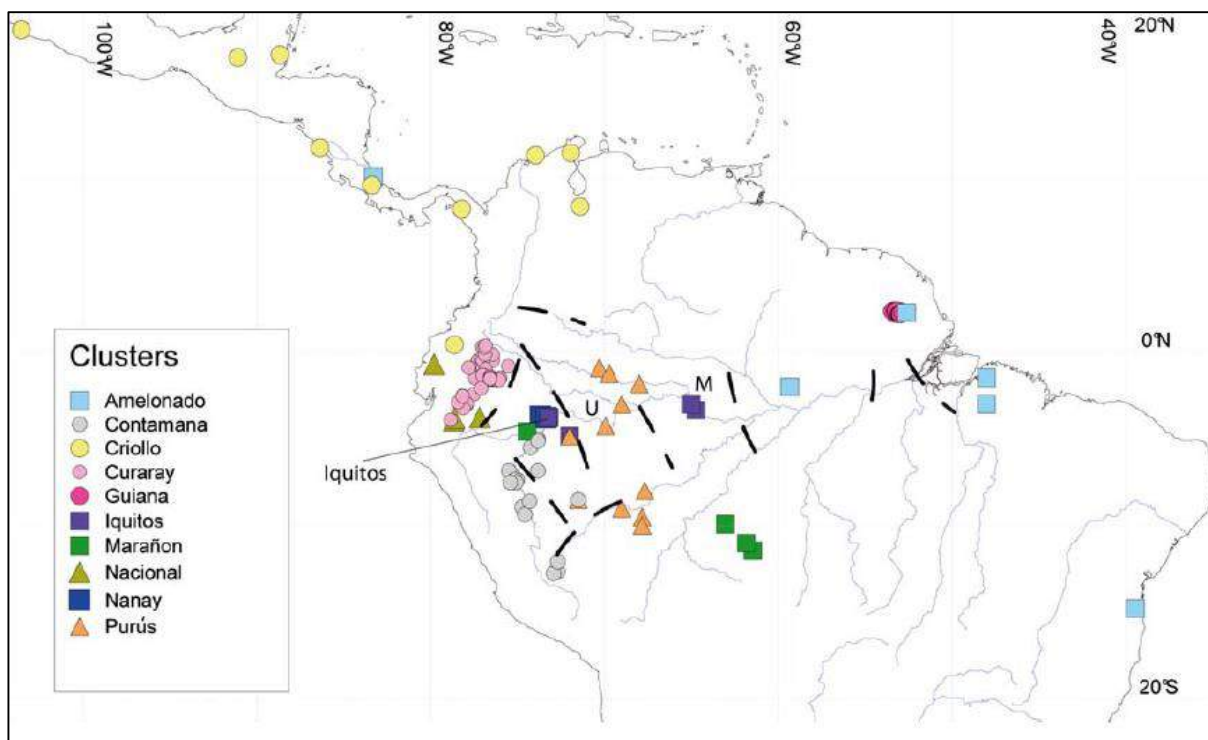 100°W
80°W
60°W
40°W
20°N
0°N
M
U
Clusters
Amelonado
Contamana
Criollo
Curaray
Guiana
Iquitos
Marañon
Nacional
Nanay
Purús
Iquitos
20°S